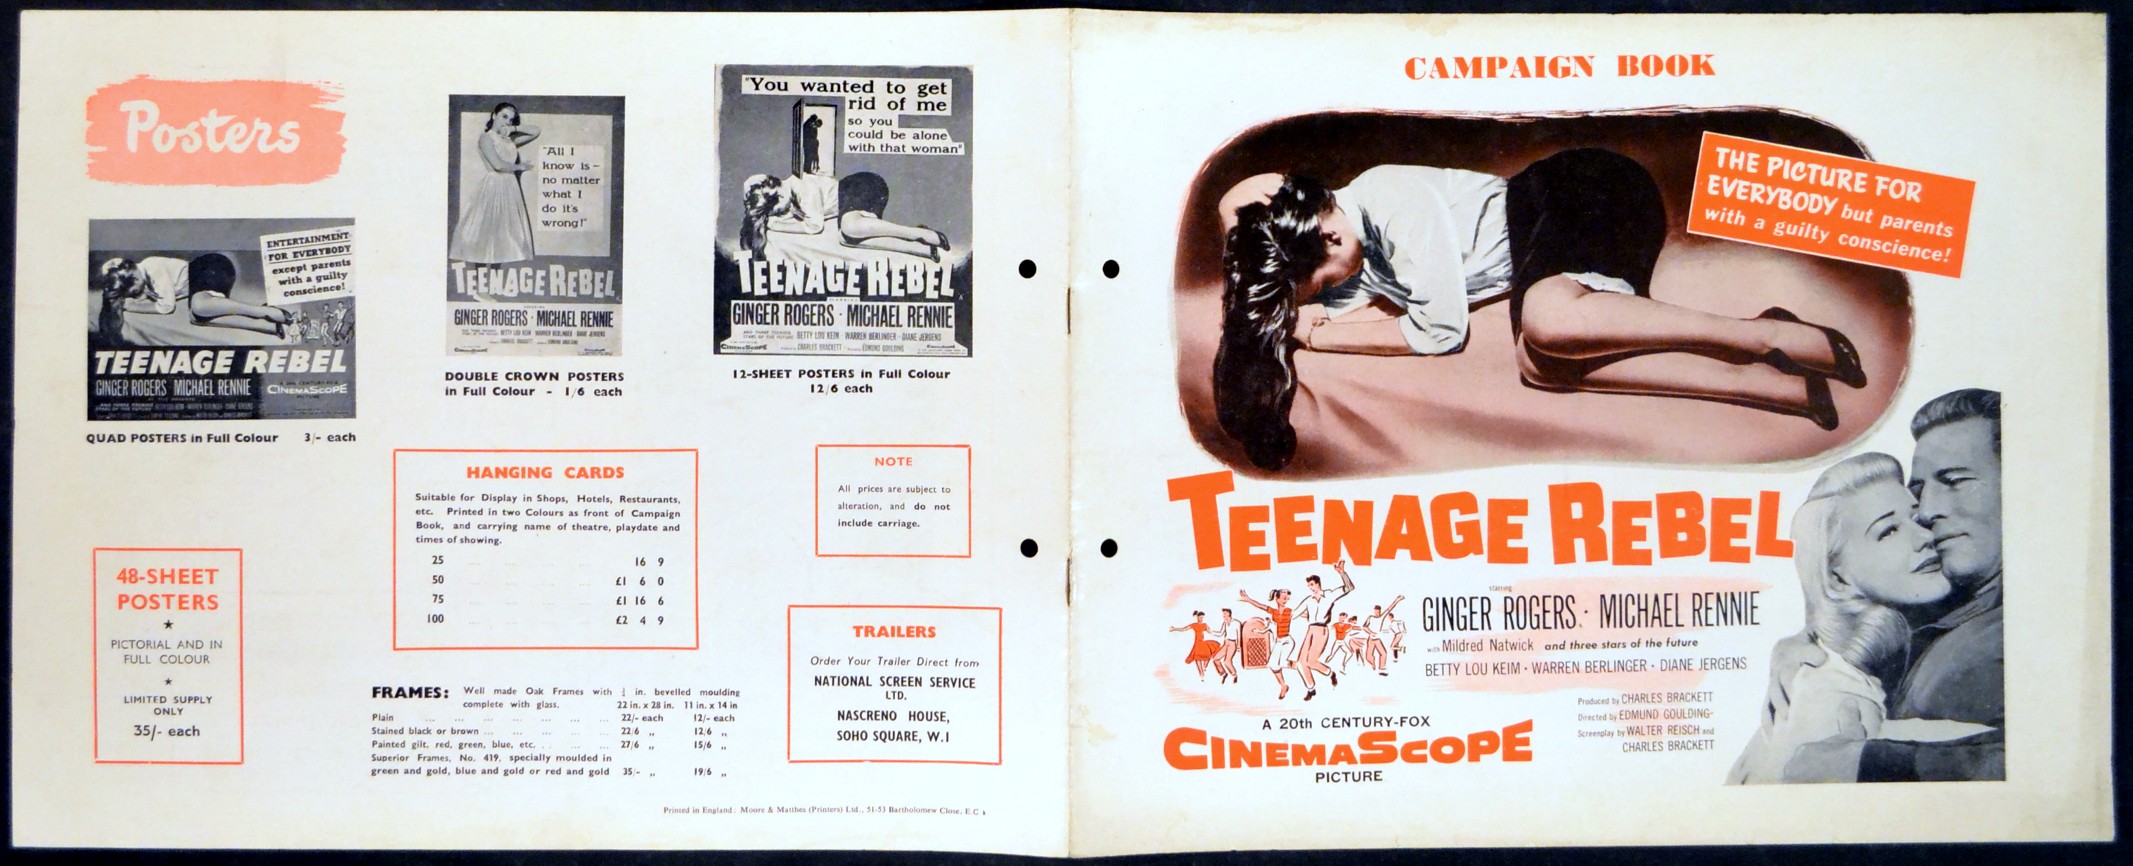 Posters
ENTERTAINMENT
FOR EVERYBODY
except parents
with a guilty
conscience!
TEENAGE REBEL
GINGER ROGERS MICHAEL RENNIE
CINEMASCOPE
PICTURE
QUAD POSTERS in Full Colour 3/- each
"All I
know is—
no matter
what I
do it's
wrong!"
TEENAGE REBEL
GINGER ROGERS · MICHAEL RENNIE
BETTY LOU KEIM WARREN BERLINGER DIANE JERGENS
DOUBLE CROWN POSTERS
in Full Colour - 1/6 each
"You wanted to get
rid of me
so you
could be alone
with that woman"
TEENAGE REBEL
GINGER ROGERS · MICHAEL RENNIE
BETTY LOU KEIM WARREN BERLINGER · DIANE JERGENS
CINEMASCOPE
CHARLES BRACKETT EDMUND GOULDING
12-SHEET POSTERS in Full Colour
12/6 each
48-SHEET
POSTERS
★
PICTORIAL AND IN
FULL COLOUR
★
LIMITED SUPPLY
ONLY
35/- each
HANGING CARDS
Suitable for Display in Shops, Hotels, Restaurants,
etc. Printed in two Colours as front of Campaign
Book, and carrying name of theatre, playdate and
times of showing.
25 ... ... ... 16 9
50 ... ... ... £1 6 0
75 ... ... ... £1 16 6
100 ... ... ... £2 4 9
NOTE
All prices are subject to
alteration, and do not
include carriage.
FRAMES: Well made Oak Frames with in. bevelled moulding
complete with glass. 22 in. x 28 in. 11 in. x 14 in
Plain ... ... ... ... ... ... ... 22/- each 12/- each
Stained black or brown ... ... ... ... ... 22/6 „ 12/6 „
Painted gilt, red, green, blue, etc. ... ... ... 27/6 „ 15/6 „
Superior Frames, No. 419, specially moulded in
green and gold, blue and gold or red and gold 35/- „ 19/6 „
TRAILERS
Order Your Trailer Direct from
NATIONAL SCREEN SERVICE
LTD.
NASCRENO HOUSE,
SOHO SQUARE, W.1
Printed in England. Moore & Matthes (Printers) Ltd., 51-53 Bartholomew Close, E.C.1
CAMPAIGN BOOK
THE PICTURE FOR
EVERYBODY but parents
with a guilty conscience!
TEENAGE REBEL
starring
GINGER ROGERS · MICHAEL RENNIE
with Mildred Natwick and three stars of the future
BETTY LOU KEIM · WARREN BERLINGER · DIANE JERGENS
Produced by CHARLES BRACKETT
Directed by EDMUND GOULDING
Screenplay by WALTER REISCH and
CHARLES BRACKETT
A 20th CENTURY-FOX
CINEMASCOPE
PICTURE